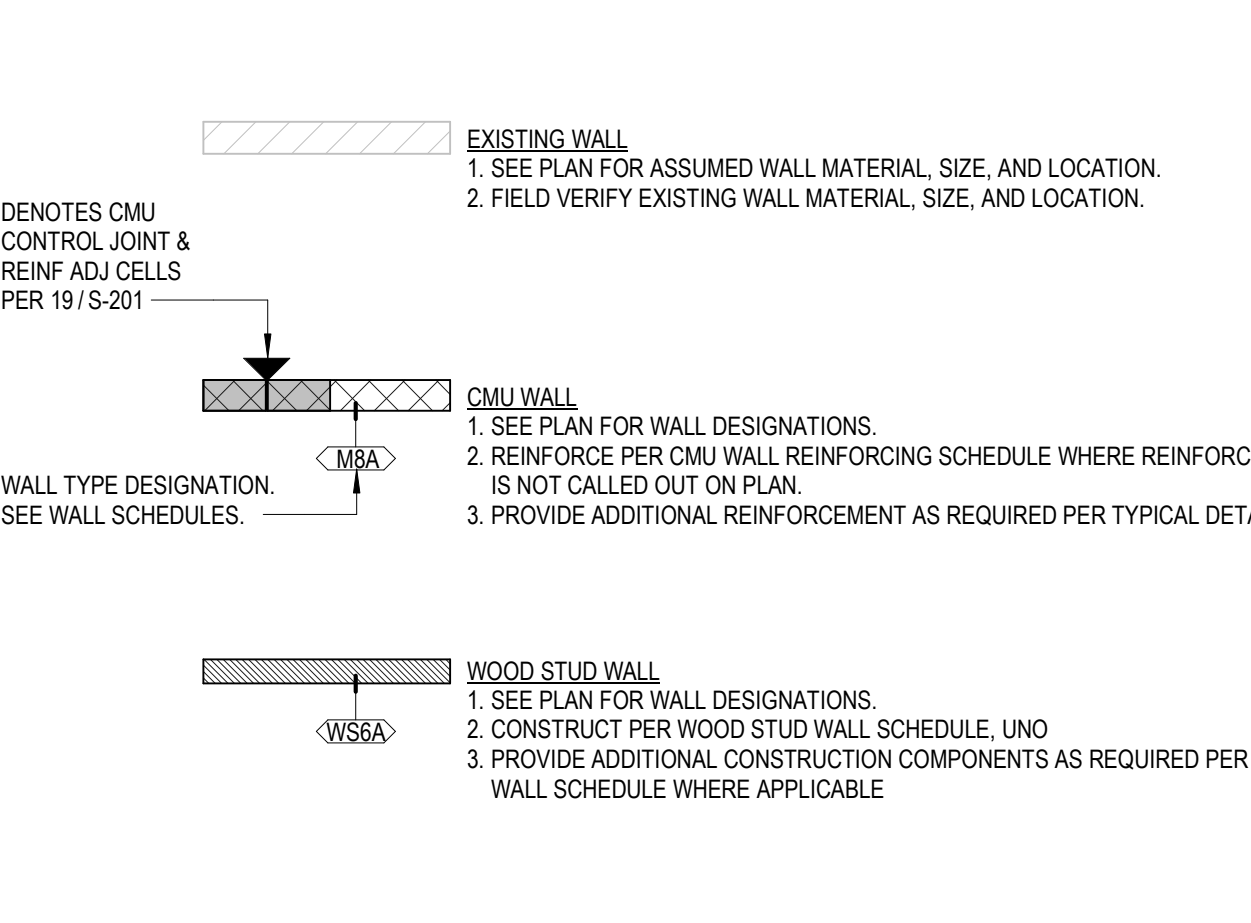 EXISTING WALL
1. SEE PLAN FOR ASSUMED WALL MATERIAL, SIZE, AND LOCATION.
2. FIELD VERIFY EXISTING WALL MATERIAL, SIZE, AND LOCATION.
DENOTES CMU
CONTROL JOINT &
REINF ADJ CELLS
PER 19 / S-201
CMU WALL
1. SEE PLAN FOR WALL DESIGNATIONS.
2. REINFORCE PER CMU WALL REINFORCING SCHEDULE WHERE REINFORC
IS NOT CALLED OUT ON PLAN.
3. PROVIDE ADDITIONAL REINFORCEMENT AS REQUIRED PER TYPICAL DETA
M8A
WALL TYPE DESIGNATION.
SEE WALL SCHEDULES.
WOOD STUD WALL
1. SEE PLAN FOR WALL DESIGNATIONS.
2. CONSTRUCT PER WOOD STUD WALL SCHEDULE, UNO
3. PROVIDE ADDITIONAL CONSTRUCTION COMPONENTS AS REQUIRED PER
WALL SCHEDULE WHERE APPLICABLE
WS6A